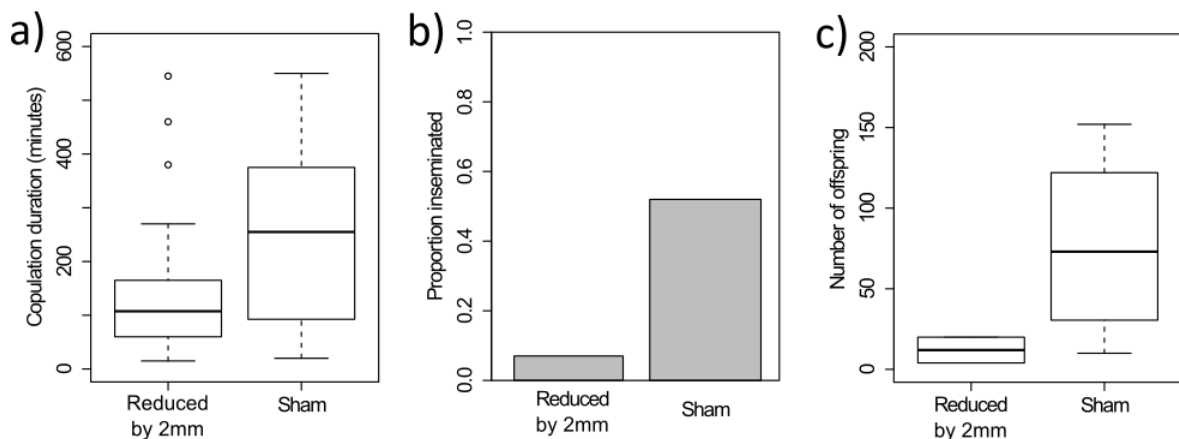 a)
Copulation duration (minutes)
600
400
200
0
Reduced
by 2mm
Sham
b)
Proportion inseminated
1.0
0.8
0.6
0.4
0.2
0.0
Reduced
by 2mm
Sham
c)
Number of offspring
200
150
100
50
0
Reduced
by 2mm
Sham